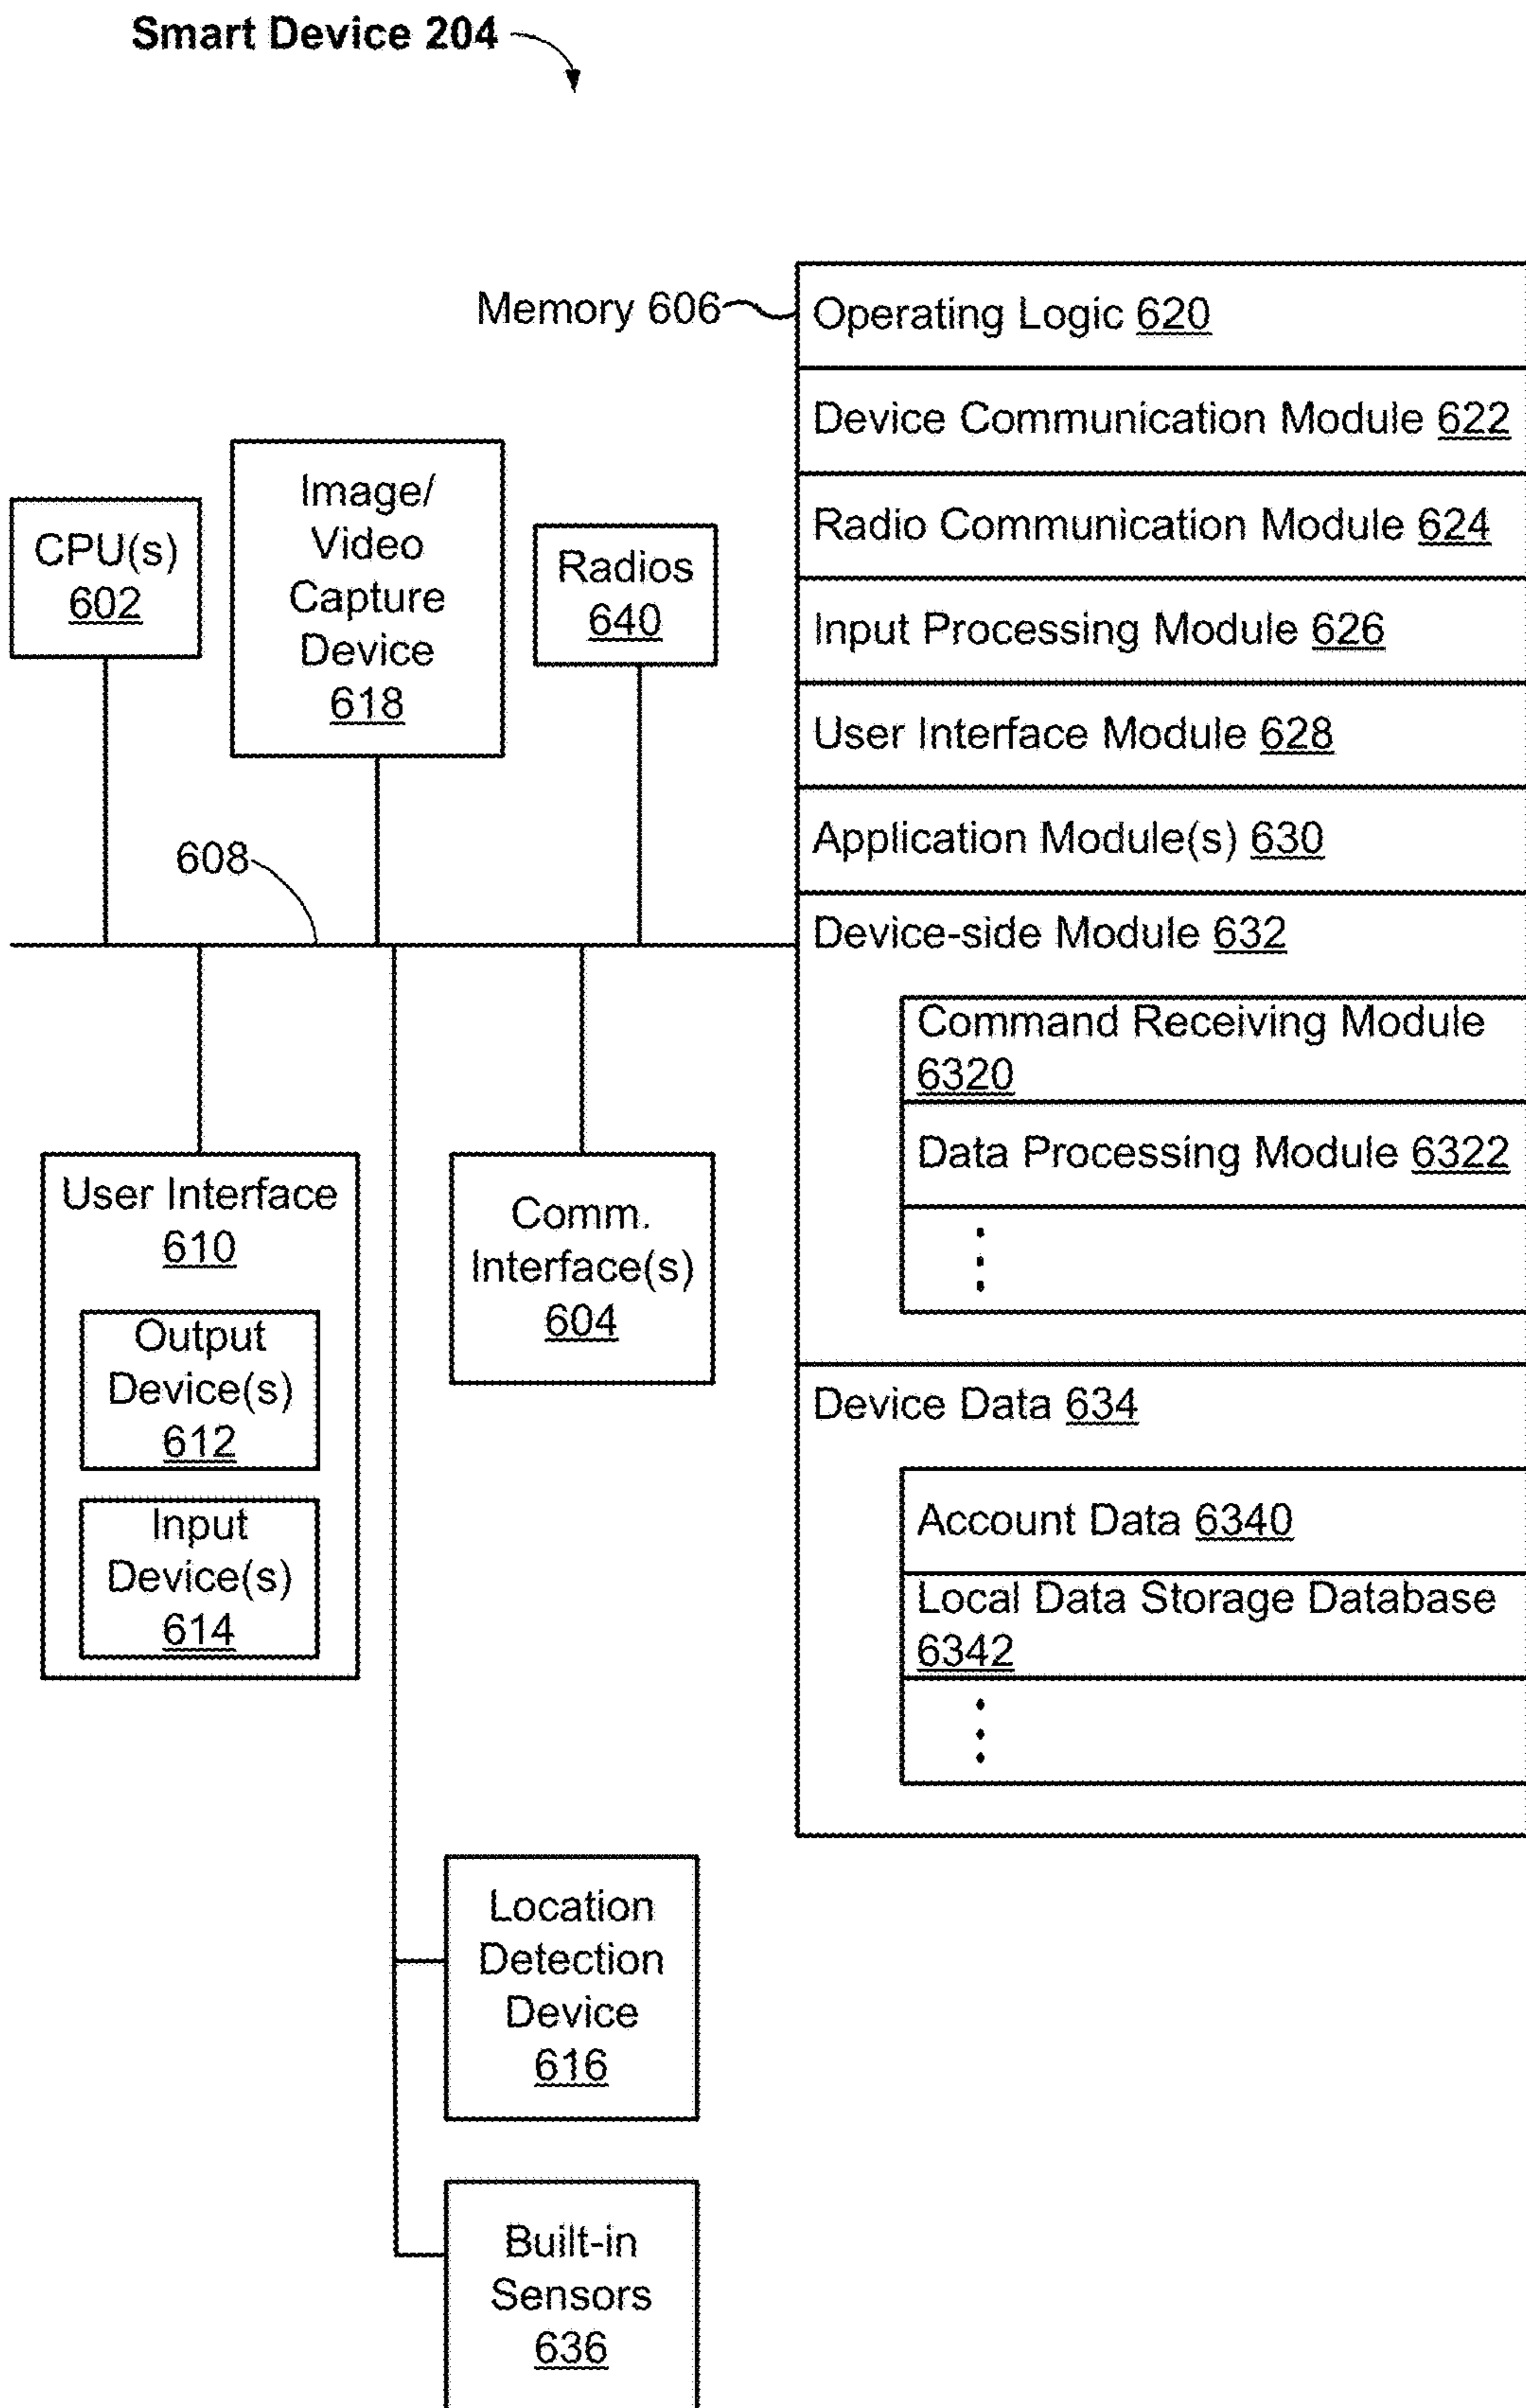 Smart Device 204
Memory 606
Operating Logic 620
Device Communication Module 622
Radio Communication Module 624
Input Processing Module 626
User Interface Module 628
Application Module(s) 630
Device-side Module 632
Command Receiving Module
6320
Data Processing Module 6322
Device Data 634
Account Data 6340
Local Data Storage Database
6342
CPU(s)
602
Image/
Video
Capture
Device
618
Radios
640
608
User Interface
610
Output
Device(s)
612
Input
Device(s)
614
Comm.
Interface(s)
604
Location
Detection
Device
616
Built-in
Sensors
636